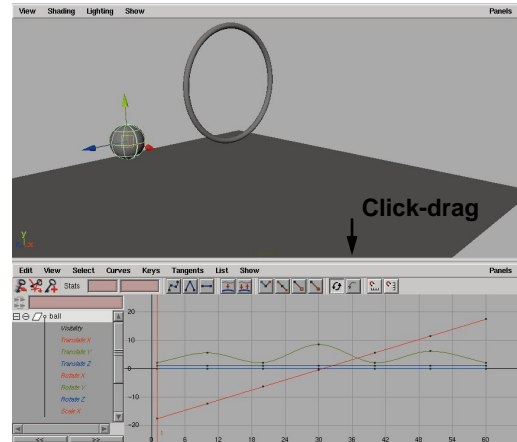 View Shading Lighting Show Panels
Click-drag
y
x
Edit View Select Curves Keys Tangents List Show Panels
Stats
ball
Visibility
Translate X
Translate Y
Translate Z
Rotate X
Rotate Y
Rotate Z
Scale X
<< >>
20
10
0
-10
-20
1
0 6 12 18 24 30 36 42 48 54 60